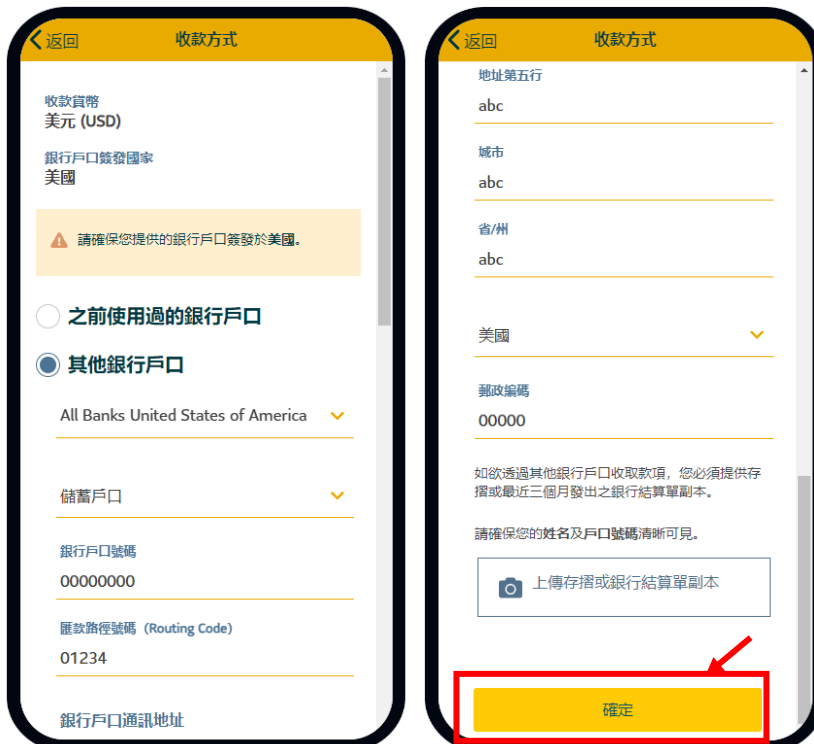 返回
收款方式
收款貨幣
美元 (USD)
銀行戶口簽發國家
美國
請確保您提供的銀行戶口簽發於美國。
之前使用過的銀行戶口
其他銀行戶口
All Banks United States of America
儲蓄戶口
銀行戶口號碼
00000000
匯款路徑號碼 (Routing Code)
01234
銀行戶口通訊地址
返回
收款方式
地址第五行
abc
城市
abc
省/州
abc
美國
郵政編碼
00000
如欲透過其他銀行戶口收取款項，您必須提供存
摺或最近三個月發出之銀行結算單副本。
請確保您的姓名及戶口號碼清晰可見。
上傳存摺或銀行結算單副本
確定